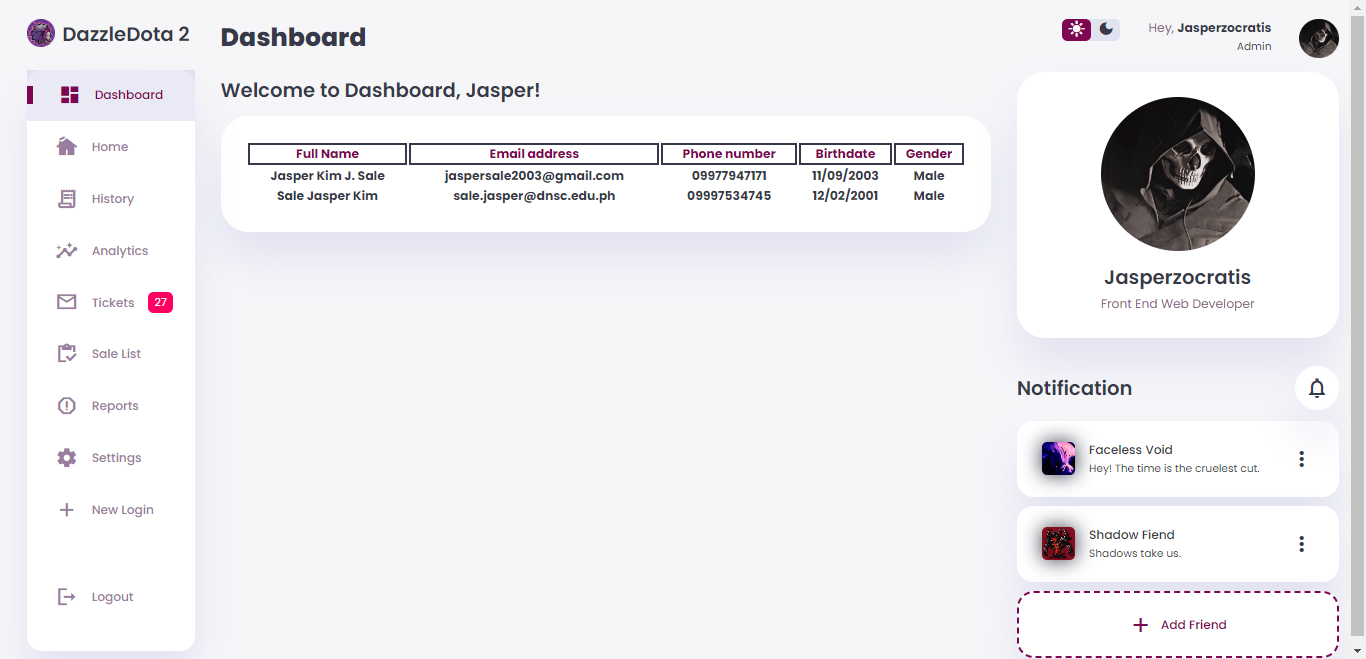 DazzleDota 2
Dashboard
Home
History
Analytics
Tickets 27
Sale List
Reports
Settings
New Login
Logout
Dashboard
Welcome to Dashboard, Jasper!
Full Name Email address Phone number Birthdate Gender
Jasper Kim J. Sale jaspersale2003@gmail.com 09977947171 11/09/2003 Male
Sale Jasper Kim sale.jasper@dnsc.edu.ph 09997534745 12/02/2001 Male
Hey, Jasperzocratis
Admin
Jasperzocratis
Front End Web Developer
Notification
Faceless Void
Hey! The time is the cruelest cut.
Shadow Fiend
Shadows take us.
Add Friend